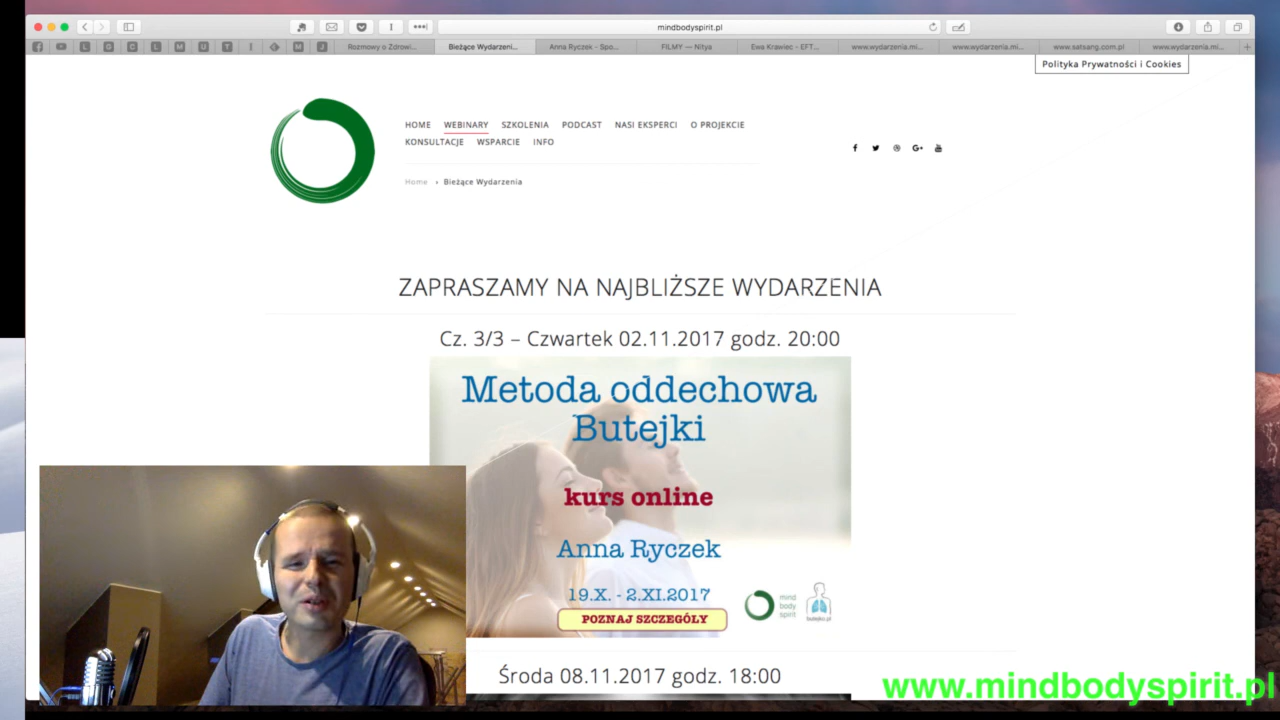 mindbodyspirit.pl
L G C L M U T I M J Rozmowy o Zdrowi... Bieżące Wydarzeni... Anna Ryczek - Spo... FILMY — Nitya Ewa Krawiec - EFT... www.wydarzenia.mi... www.wydarzenia.mi... www.satsang.com.pl www.wydarzenia.mi...
Polityka Prywatności i Cookies
HOME WEBINARY SZKOLENIA PODCAST NASI EKSPERCI O PROJEKCIE
KONSULTACJE WSPARCIE INFO
Home › Bieżące Wydarzenia
ZAPRASZAMY NA NAJBLIŻSZE WYDARZENIA
Cz. 3/3 – Czwartek 02.11.2017 godz. 20:00
Metoda oddechowa
Butejki
kurs online
Anna Ryczek
19.X. - 2.XI.2017
POZNAJ SZCZEGÓŁY
mind
body
spirit
butejko.pl
Środa 08.11.2017 godz. 18:00
www.mindbodyspirit.pl